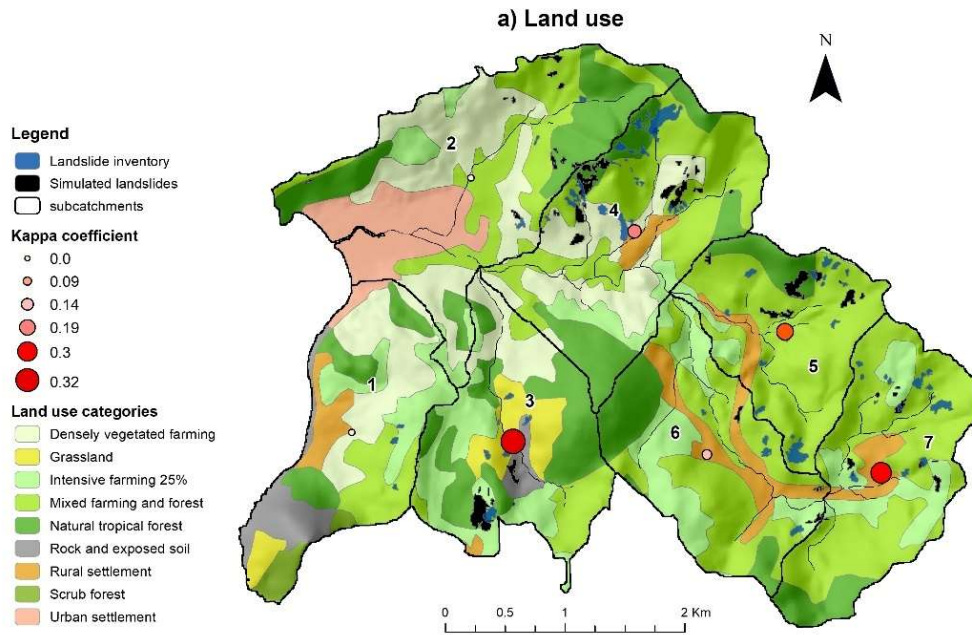 a) Land use
N
Legend
Landslide inventory
Simulated landslides
subcatchments
Kappa coefficient
0.0
0.09
0.14
0.19
0.3
0.32
Land use categories
Densely vegetated farming
Grassland
Intensive farming 25%
Mixed farming and forest
Natural tropical forest
Rock and exposed soil
Rural settlement
Scrub forest
Urban settlement
2
4
5
1
3
6
7
0 0.5 1 2 Km